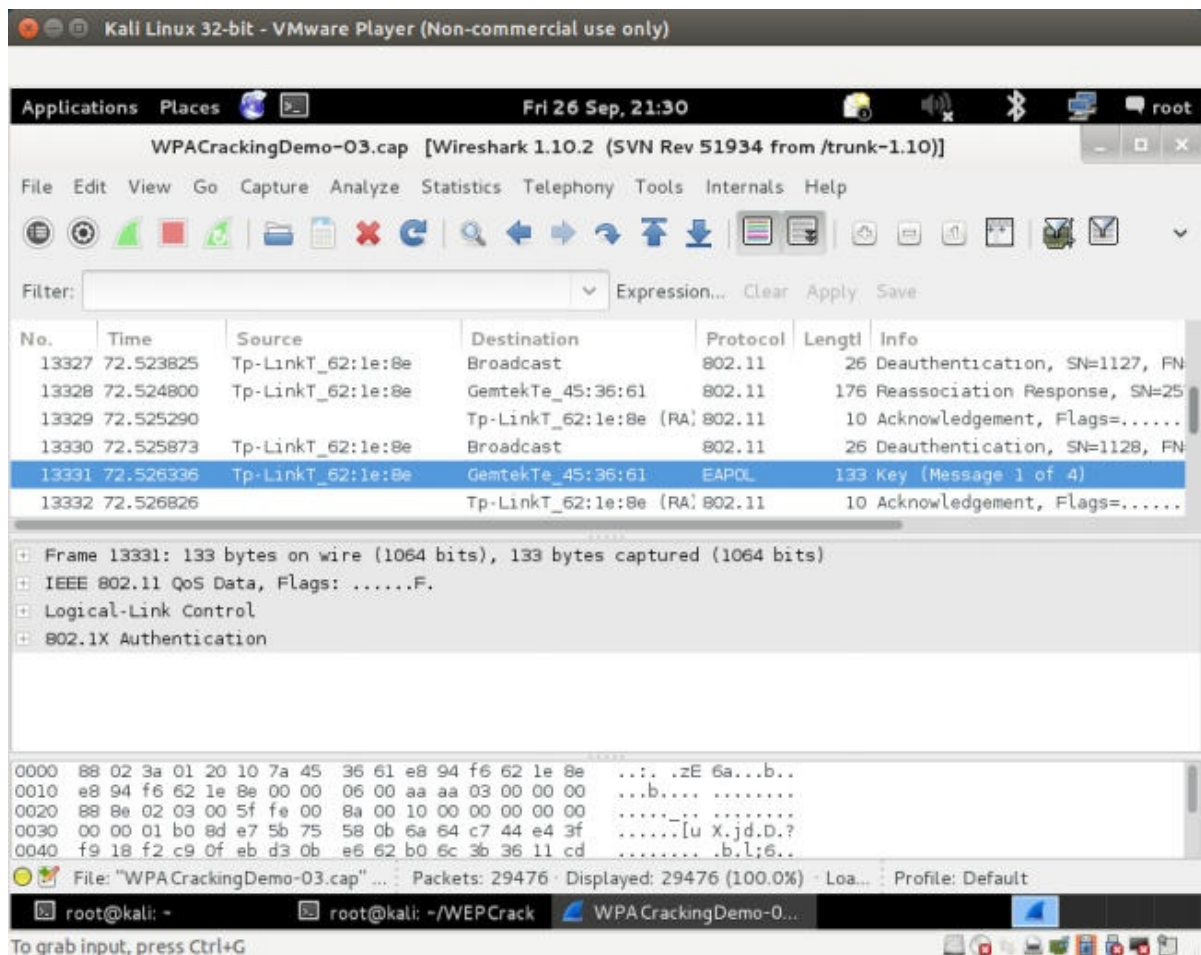 Kali Linux 32-bit - VMware Player (Non-commercial use only)
Applications Places Fri 26 Sep, 21:30 root
WPACrackingDemo-03.cap [Wireshark 1.10.2 (SVN Rev 51934 from /trunk-1.10)]
File Edit View Go Capture Analyze Statistics Telephony Tools Internals Help
Filter: Expression... Clear Apply Save
No. Time Source Destination Protocol Lengtl Info
13327 72.523825 Tp-LinkT_62:1e:8e Broadcast 802.11 26 Deauthentication, SN=1127, FN
13328 72.524800 Tp-LinkT_62:1e:8e GemtekTe_45:36:61 802.11 176 Reassociation Response, SN=25
13329 72.525290 Tp-LinkT_62:1e:8e (RA) 802.11 10 Acknowledgement, Flags=......
13330 72.525873 Tp-LinkT_62:1e:8e Broadcast 802.11 26 Deauthentication, SN=1128, FN
13331 72.526336 Tp-LinkT_62:1e:8e GemtekTe_45:36:61 EAPOL 133 Key (Message 1 of 4)
13332 72.526826 Tp-LinkT_62:1e:8e (RA) 802.11 10 Acknowledgement, Flags=......
Frame 13331: 133 bytes on wire (1064 bits), 133 bytes captured (1064 bits)
IEEE 802.11 QoS Data, Flags: ......F.
Logical-Link Control
802.1X Authentication
0000 88 02 3a 01 20 10 7a 45 36 61 e8 94 f6 62 1e 8e ..:. .zE 6a...b..
0010 e8 94 f6 62 1e 8e 00 00 06 00 aa aa 03 00 00 00 ...b.... ........
0020 88 8e 02 03 00 5f fe 00 8a 00 10 00 00 00 00 00 ....._.. ........
0030 00 00 01 b0 8d e7 5b 75 58 0b 6a 64 c7 44 e4 3f ......[u X.jd.D.?
0040 f9 18 f2 c9 0f eb d3 0b e6 62 b0 6c 3b 36 11 cd ........ .b.l;6..
File: "WPACrackingDemo-03.cap" ... Packets: 29476 · Displayed: 29476 (100.0%) · Loa... Profile: Default
root@kali: ~ root@kali: ~/WEPCrack WPACrackingDemo-0...
To grab input, press Ctrl+G